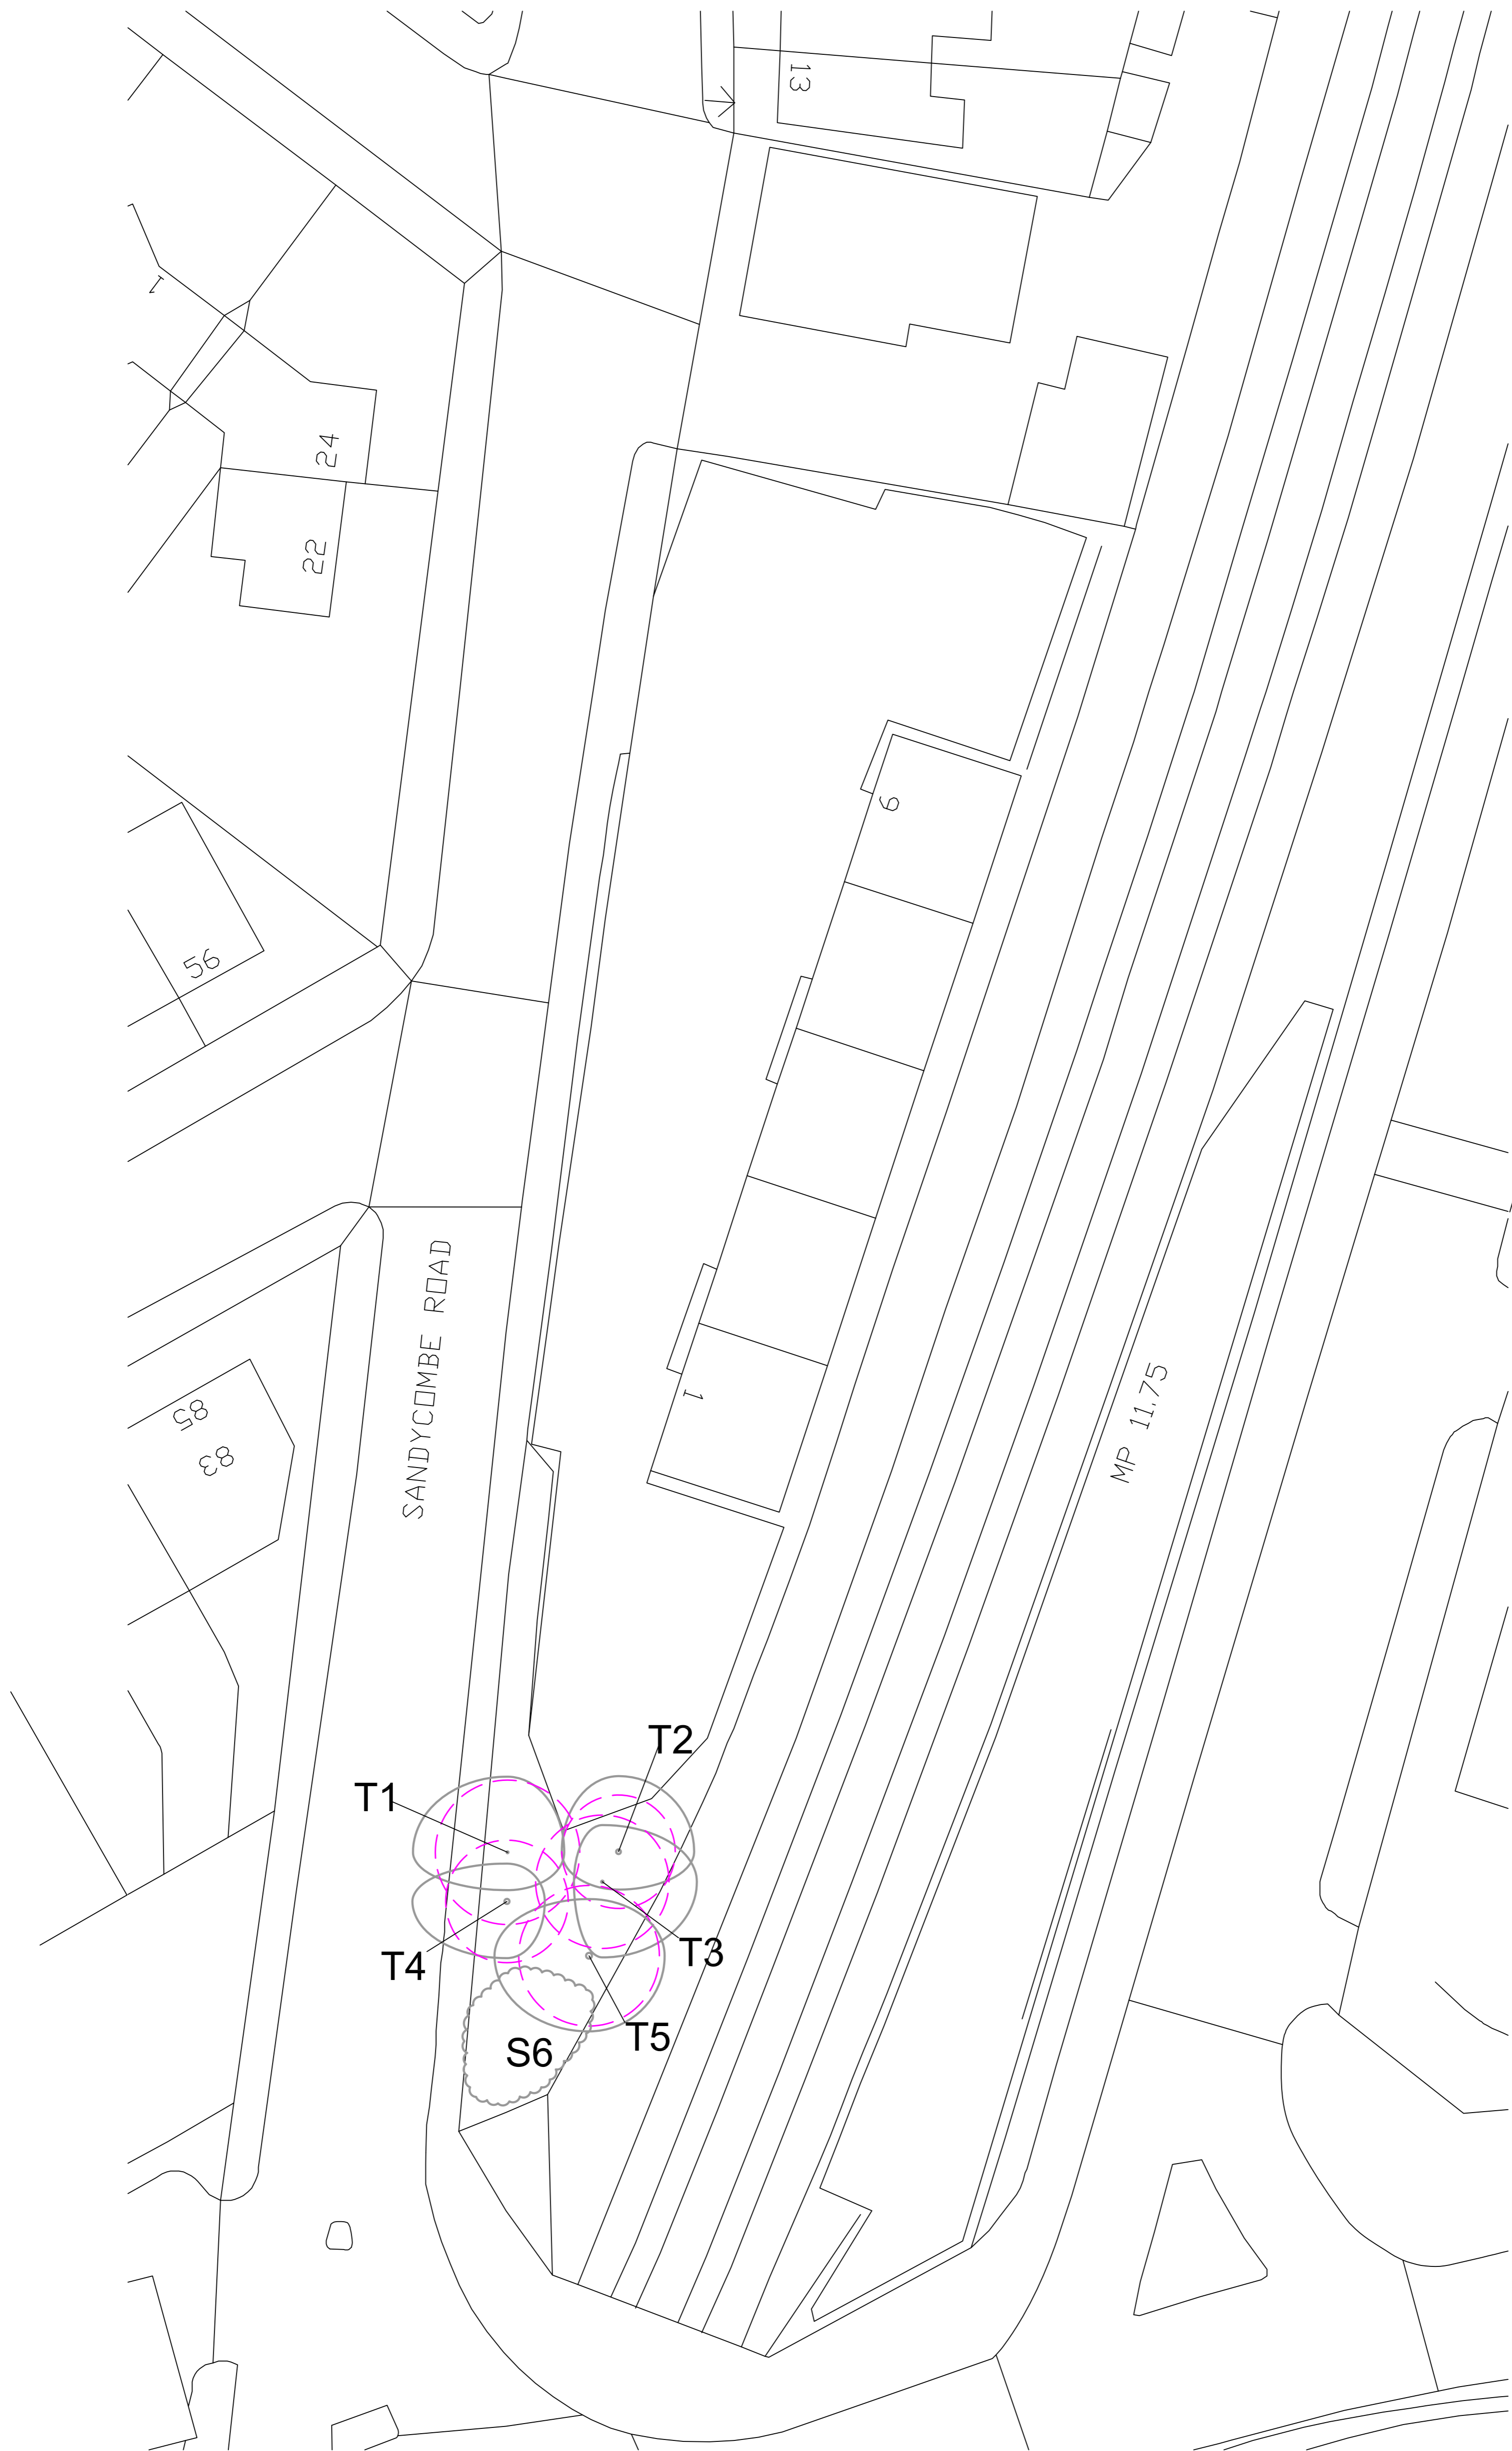 13
1
24
22
9
56
SANDYCOMBE ROAD
85
83
1
MP 11.75
T2
T1
T3
T4
T5
S6